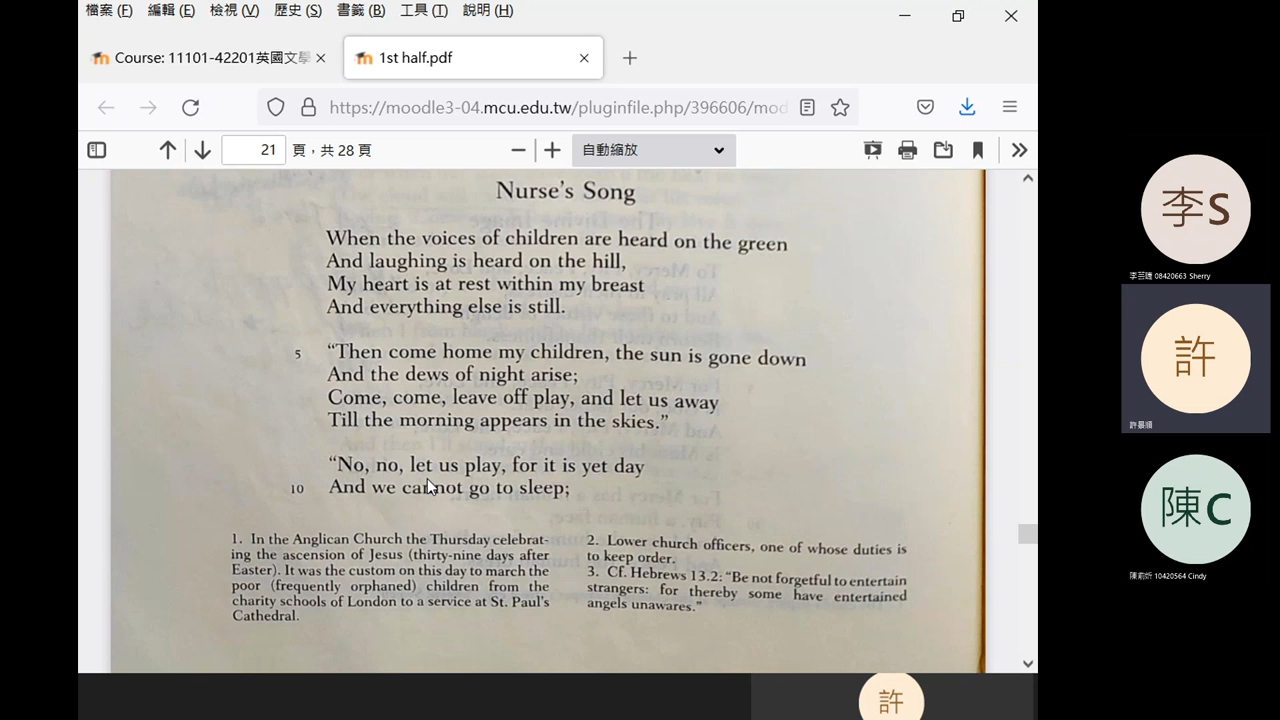 檔案 (F) 編輯 (E) 檢視 (V) 歷史 (S) 書籤 (B) 工具 (T) 說明 (H)
Course: 11101-42201英國文學
1st half.pdf
https://moodle3-04.mcu.edu.tw/pluginfile.php/396606/mod
21 頁，共 28 頁
自動縮放
Nurse's Song
When the voices of children are heard on the green
And laughing is heard on the hill,
My heart is at rest within my breast
And everything else is still.
5 “Then come home my children, the sun is gone down
And the dews of night arise;
Come, come, leave off play, and let us away
Till the morning appears in the skies.”
“No, no, let us play, for it is yet day
10 And we cannot go to sleep;
1. In the Anglican Church the Thursday celebrat-
ing the ascension of Jesus (thirty-nine days after
Easter). It was the custom on this day to march the
poor (frequently orphaned) children from the
charity schools of London to a service at St. Paul's
Cathedral.
2. Lower church officers, one of whose duties is
to keep order.
3. Cf. Hebrews 13.2: “Be not forgetful to entertain
strangers: for thereby some have entertained
angels unawares.”
李S
08420663 Sherry
許
許
陳C
10420564 Cindy